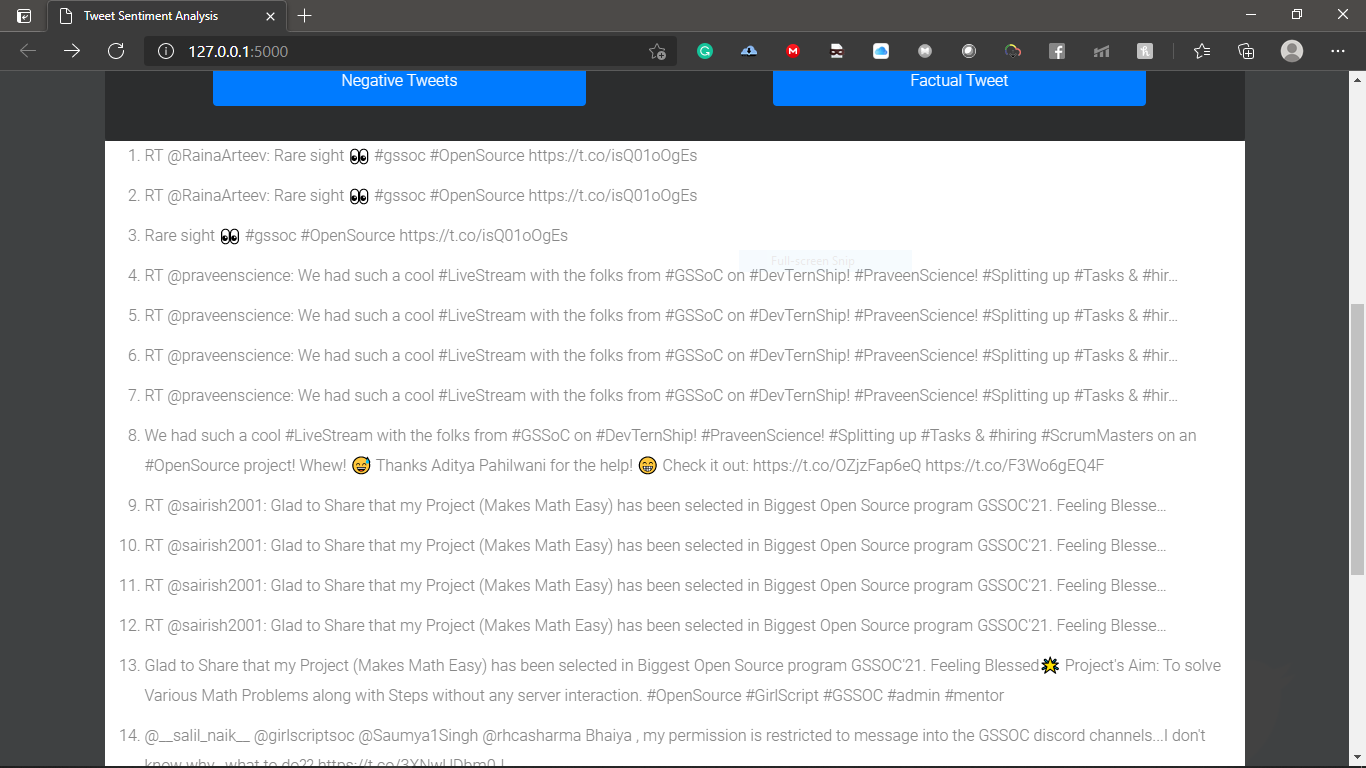 Tweet Sentiment Analysis
127.0.0.1:5000
Negative Tweets
Factual Tweet
1. RT @RainaArteev: Rare sight 👀 #gssoc #OpenSource https://t.co/isQ01oOgEs
2. RT @RainaArteev: Rare sight 👀 #gssoc #OpenSource https://t.co/isQ01oOgEs
3. Rare sight 👀 #gssoc #OpenSource https://t.co/isQ01oOgEs
Full-screen Snip
4. RT @praveenscience: We had such a cool #LiveStream with the folks from #GSSoC on #DevTernShip! #PraveenScience! #Splitting up #Tasks & #hir…
5. RT @praveenscience: We had such a cool #LiveStream with the folks from #GSSoC on #DevTernShip! #PraveenScience! #Splitting up #Tasks & #hir…
6. RT @praveenscience: We had such a cool #LiveStream with the folks from #GSSoC on #DevTernShip! #PraveenScience! #Splitting up #Tasks & #hir…
7. RT @praveenscience: We had such a cool #LiveStream with the folks from #GSSoC on #DevTernShip! #PraveenScience! #Splitting up #Tasks & #hir…
8. We had such a cool #LiveStream with the folks from #GSSoC on #DevTernShip! #PraveenScience! #Splitting up #Tasks & #hiring #ScrumMasters on an
#OpenSource project! Whew! 😅 Thanks Aditya Pahilwani for the help! 😁 Check it out: https://t.co/OZjzFap6eQ https://t.co/F3Wo6gEQ4F
9. RT @sairish2001: Glad to Share that my Project (Makes Math Easy) has been selected in Biggest Open Source program GSSOC'21. Feeling Blesse…
10. RT @sairish2001: Glad to Share that my Project (Makes Math Easy) has been selected in Biggest Open Source program GSSOC'21. Feeling Blesse…
11. RT @sairish2001: Glad to Share that my Project (Makes Math Easy) has been selected in Biggest Open Source program GSSOC'21. Feeling Blesse…
12. RT @sairish2001: Glad to Share that my Project (Makes Math Easy) has been selected in Biggest Open Source program GSSOC'21. Feeling Blesse…
13. Glad to Share that my Project (Makes Math Easy) has been selected in Biggest Open Source program GSSOC'21. Feeling Blessed🌟 Project's Aim: To solve
Various Math Problems along with Steps without any server interaction. #OpenSource #GirlScript #GSSOC #admin #mentor
14. @__salil_naik__ @girlscriptsoc @Saumya1Singh @rhcasharma Bhaiya , my permission is restricted to message into the GSSOC discord channels...I don't
know why.. what to do??